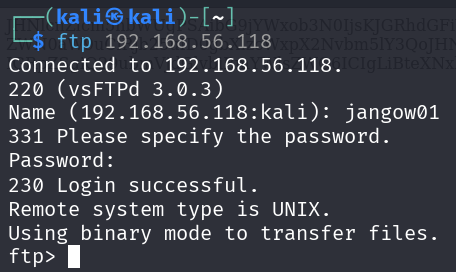 ┌──(kali㉿kali)-[~]
└─$ ftp 192.168.56.118
Connected to 192.168.56.118.
220 (vsFTPd 3.0.3)
Name (192.168.56.118:kali): jangow01
331 Please specify the password.
Password:
230 Login successful.
Remote system type is UNIX.
Using binary mode to transfer files.
ftp>